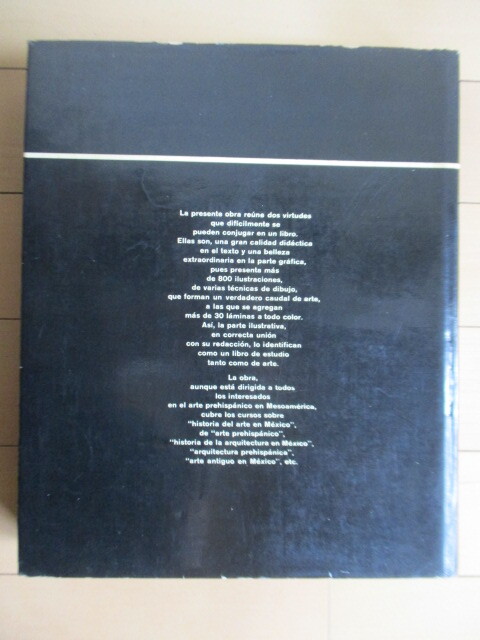 La presente obra reúne dos virtudes
que difícilmente se
pueden conjugar en un libro.
Ellas son, una gran calidad didáctica
en el texto y una belleza
extraordinaria en la parte gráfica,
pues presenta más
de 800 ilustraciones,
de varias técnicas de dibujo,
que forman un verdadero caudal de arte,
a las que se agregan
más de 30 láminas a todo color.
Así, la parte ilustrativa,
en correcta unión
con su redacción, lo identifican
como un libro de estudio
tanto como de arte.
La obra,
aunque está dirigida a todos
los interesados
en el arte prehispánico en Mesoamérica,
cubre los cursos sobre
"historia del arte en México",
de "arte prehispánico",
"historia de la arquitectura en México",
"arquitectura prehispánica",
"arte antiguo en México", etc.